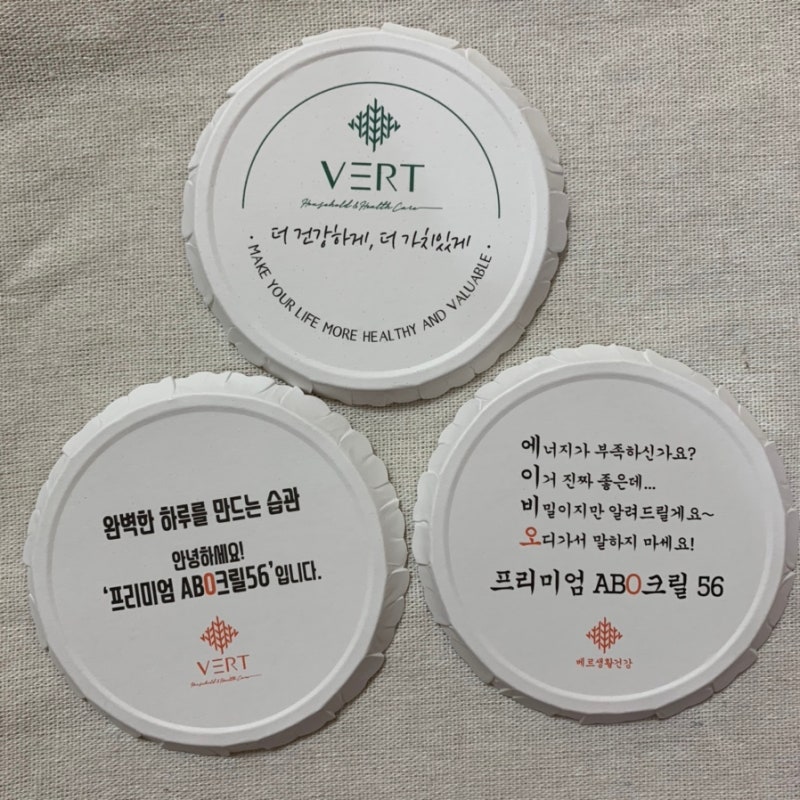 VERT
Household & Health Care
더 건강하게, 더 가치있게
· MAKE YOUR LIFE MORE HEALTHY AND VALUABLE ·
완벽한 하루를 만드는 습관
안녕하세요!
‘프리미엄 ABO크릴56’입니다.
VERT
Household & Health Care
에너지가 부족하신가요?
이거 진짜 좋은데...
비밀이지만 알려드릴게요~
오디가서 말하지 마세요!
프리미엄 ABO크릴 56
베르생활건강